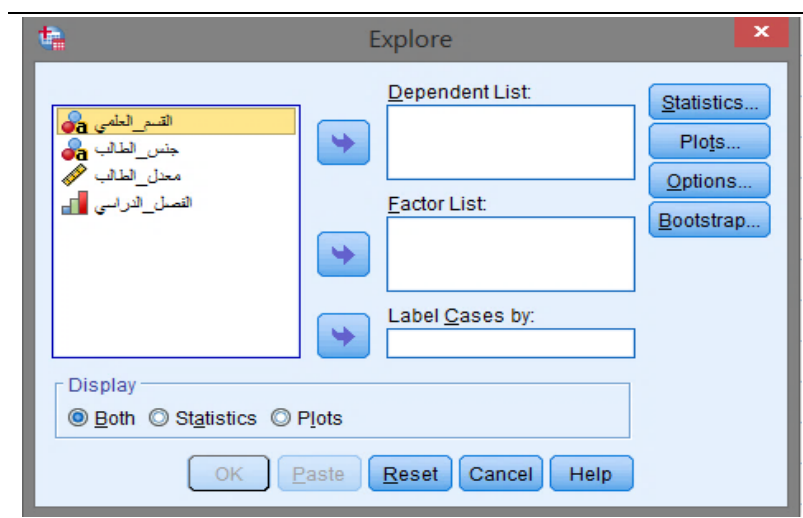 Explore
القسم_العلمي
جنس_الطالب
معدل_الطالب
الفصل_الدراسي
Dependent List:
Factor List:
Label Cases by:
Statistics...
Plots...
Options...
Bootstrap...
Display
Both Statistics Plots
OK Paste Reset Cancel Help